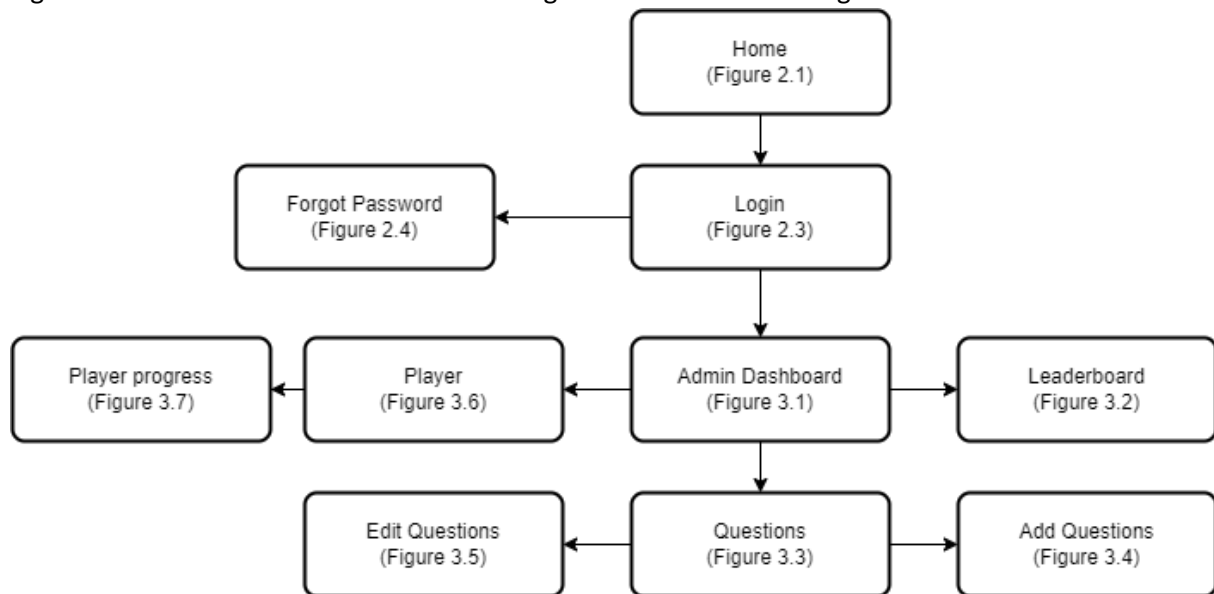 Home
(Figure 2.1)
Forgot Password
(Figure 2.4)
Login
(Figure 2.3)
Player progress
(Figure 3.7)
Player
(Figure 3.6)
Admin Dashboard
(Figure 3.1)
Leaderboard
(Figure 3.2)
Edit Questions
(Figure 3.5)
Questions
(Figure 3.3)
Add Questions
(Figure 3.4)